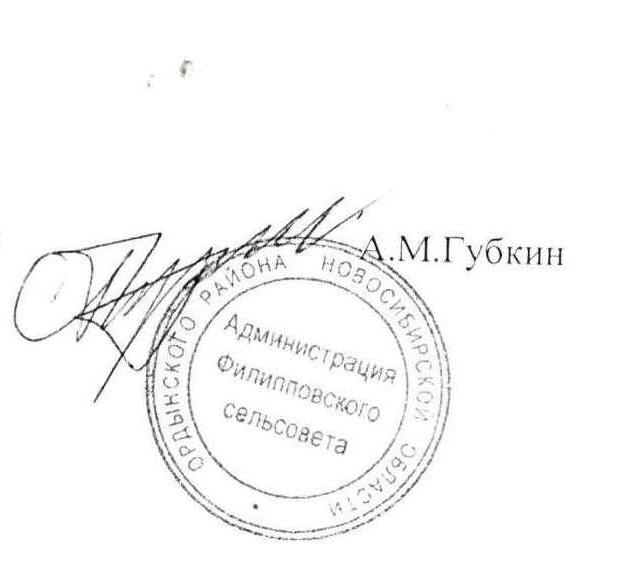 А.М.Губкин
ОРДЫНСКОГО РАЙОНА НОВОСИБИРСКОЙ ОБЛАСТИ
Администрация
Филипповского
сельсовета